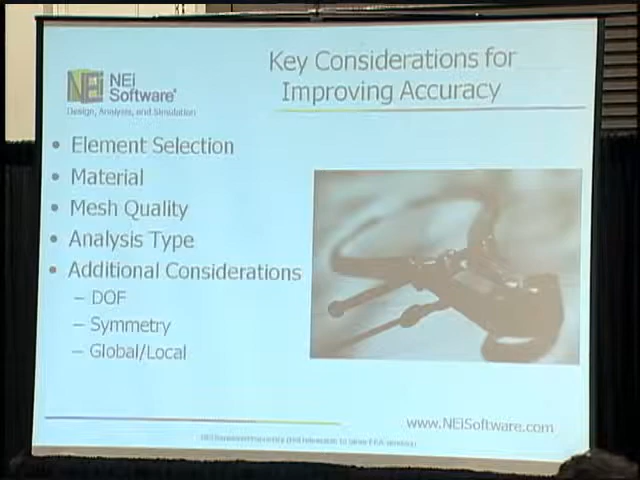 Key Considerations for
Improving Accuracy
NEi
NEi
Software
Design, Analysis, and Simulation
• Element Selection
• Material
• Mesh Quality
• Analysis Type
• Additional Considerations
– DOF
– Symmetry
– Global/Local
www.NEiSoftware.com